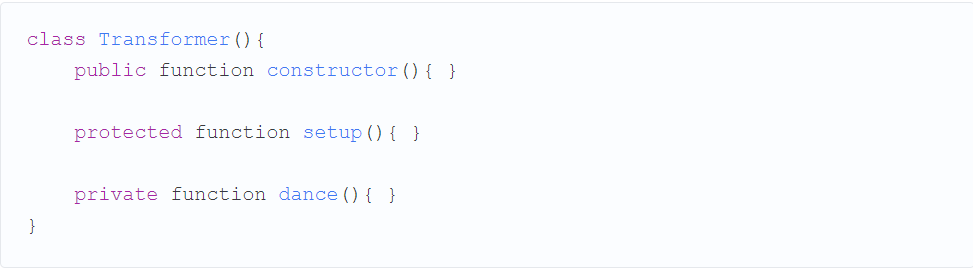 class Transformer(){
    public function constructor(){ }
    protected function setup(){ }
    private function dance(){ }
}